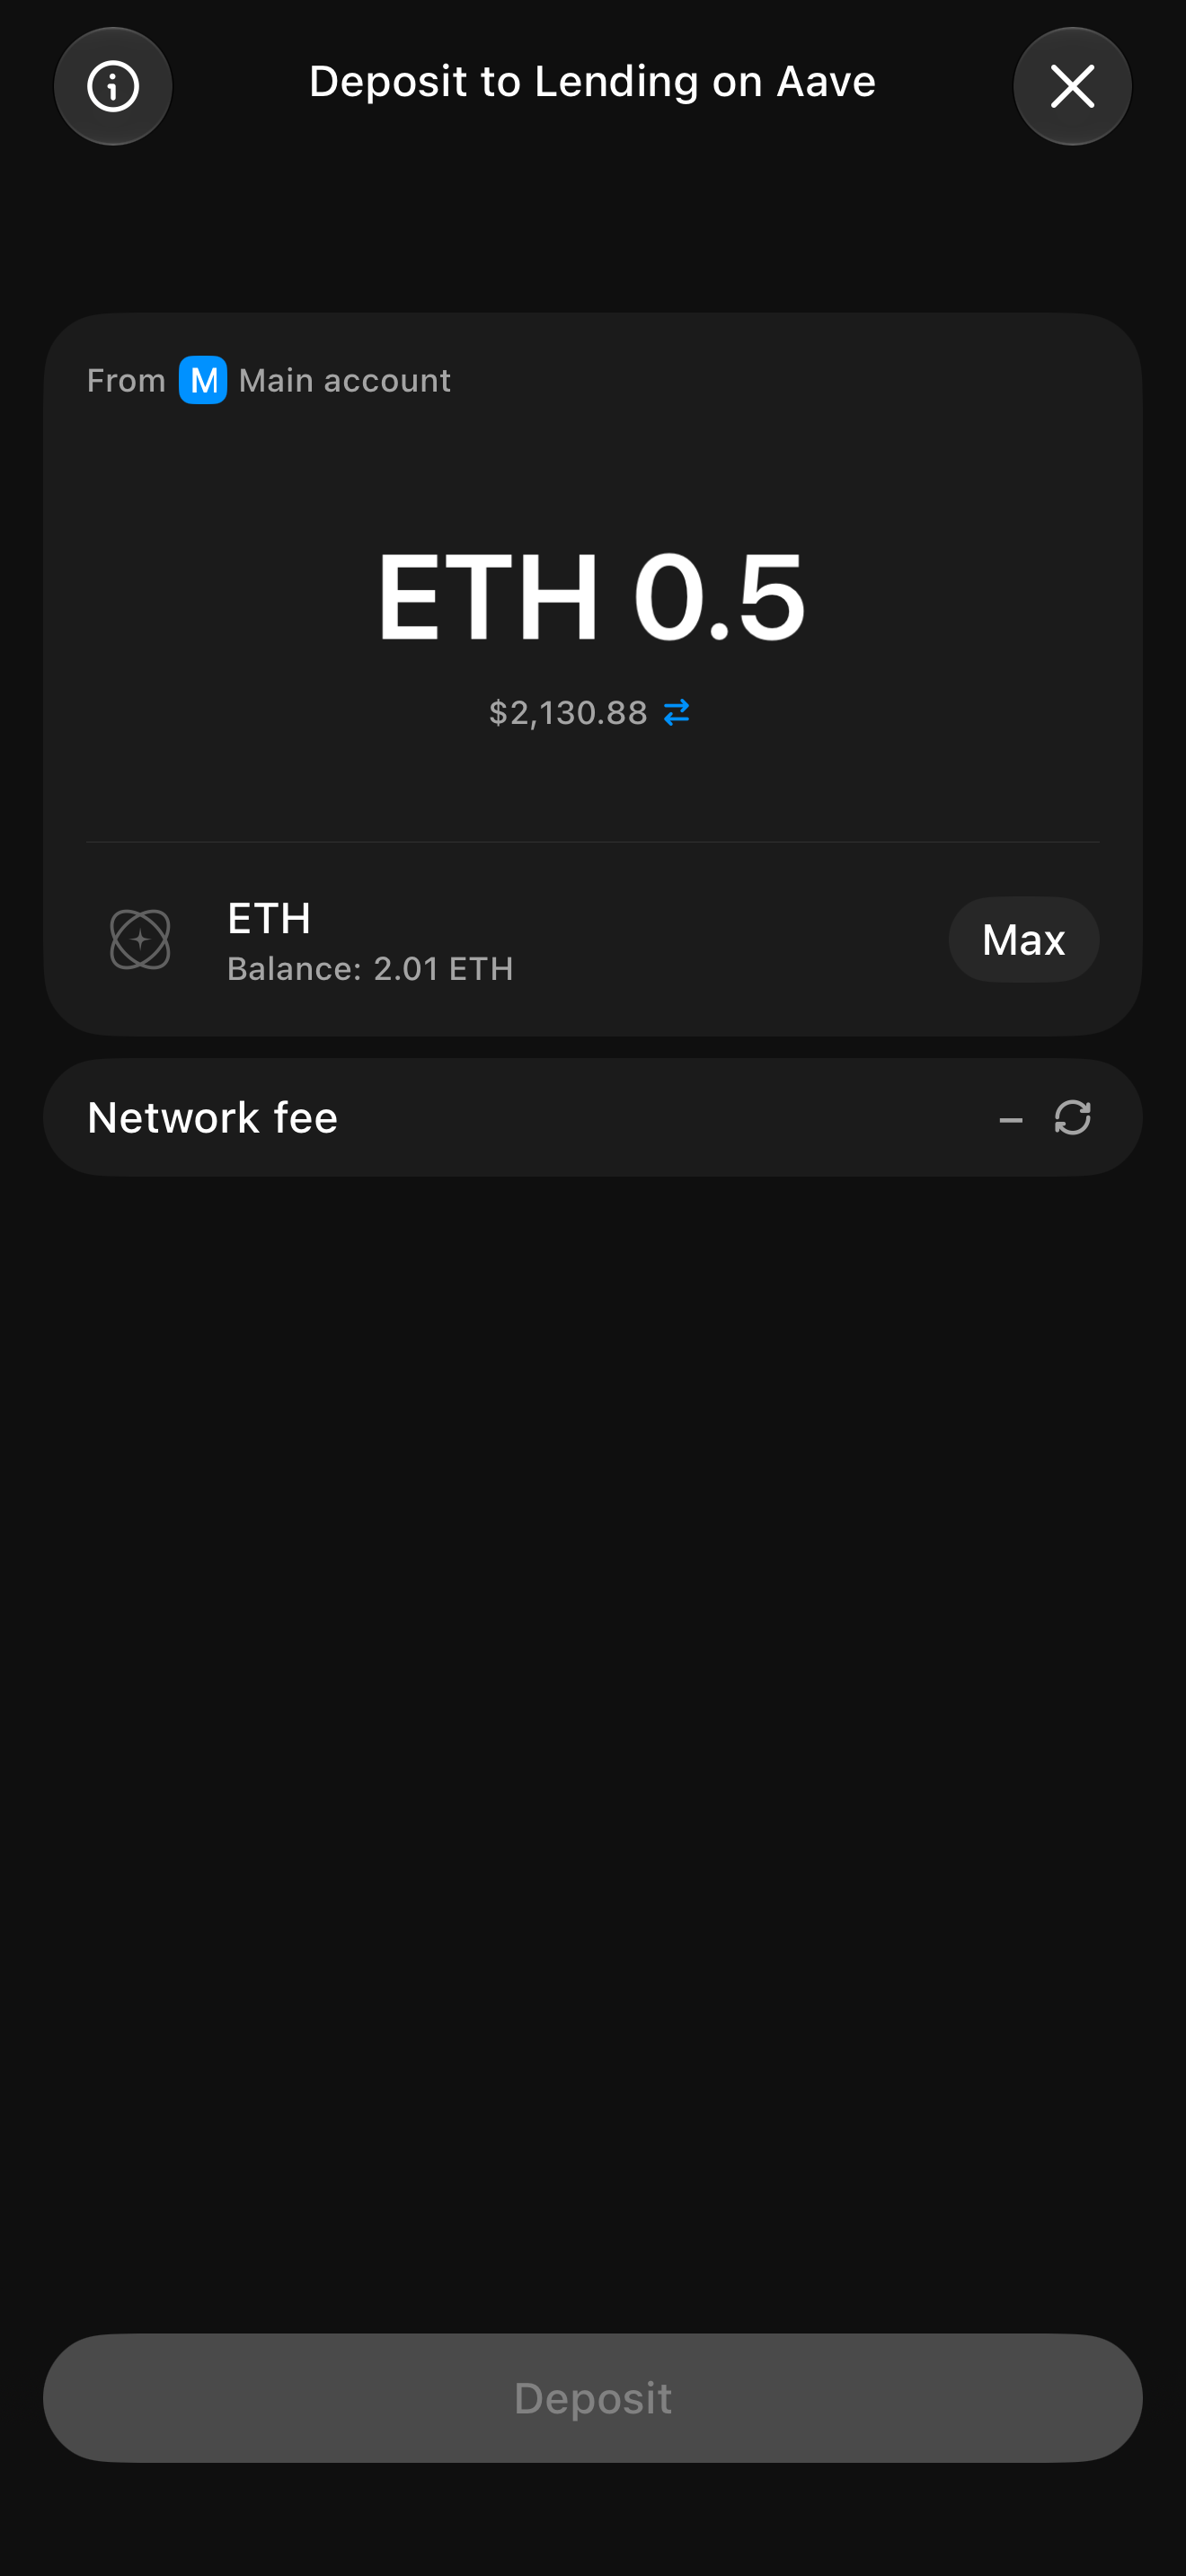 Deposit to Lending on Aave
From M Main account
ETH 0.5
$2,130.88
ETH
Balance: 2.01 ETH
Max
Network fee –
Deposit